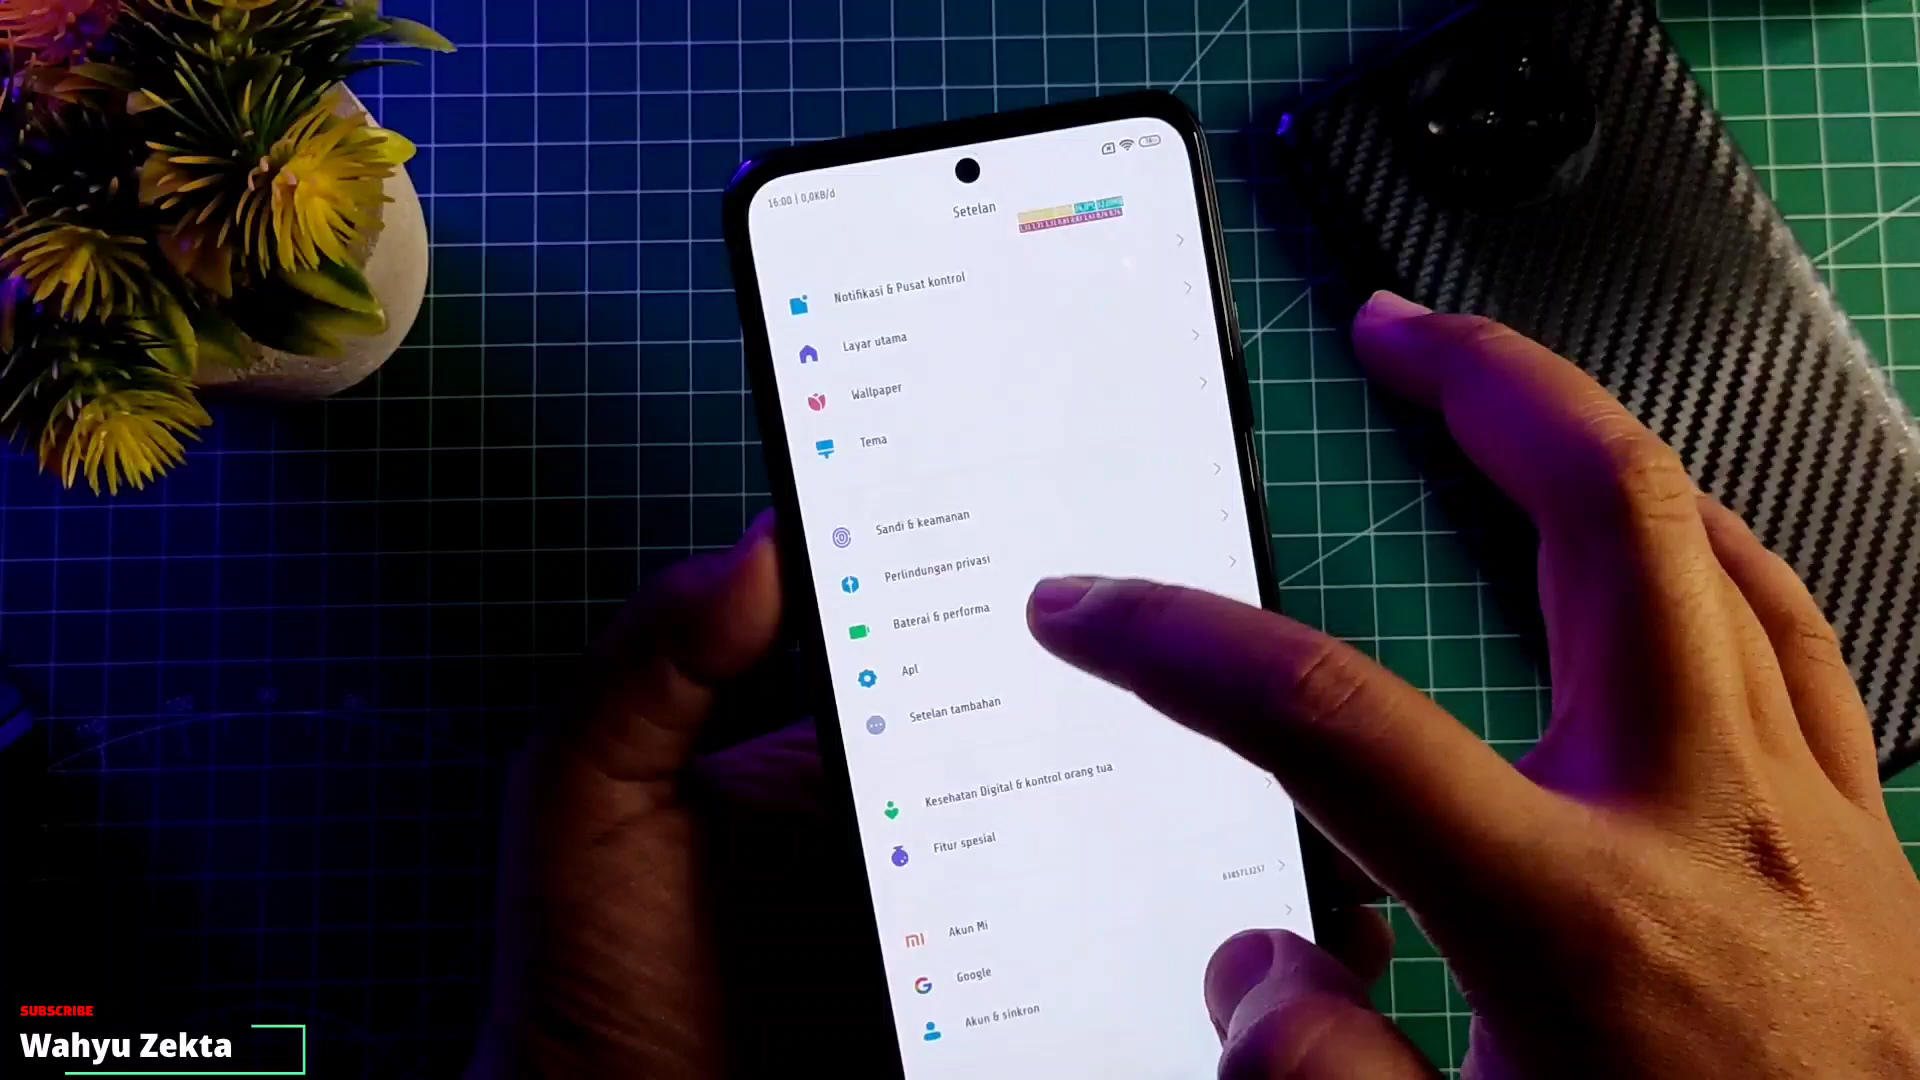 16:00 | 0,0KB/d
Setelan
Notifikasi & Pusat kontrol
Layar utama
Wallpaper
Tema
Sandi & keamanan
Perlindungan privasi
Baterai & performa
Apl
Setelan tambahan
Kesehatan Digital & kontrol orang tua
Fitur spesial
Akun Mi
6345713257
Google
Akun & sinkron
SUBSCRIBE
Wahyu Zekta